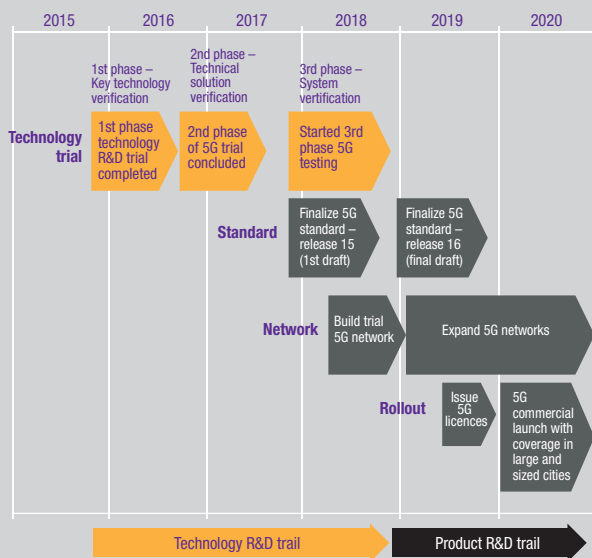 2015 2016 2017 2018 2019 2020
1st phase –
Key technology
verification
2nd phase –
Technical
solution
verification
3rd phase –
System
vertification
Technology
trial
1st phase
technology
R&D trial
completed
2nd phase
of 5G trial
concluded
Started 3rd
phase 5G
testing
Standard
Finalize 5G
standard –
release 15
(1st draft)
Finalize 5G
standard –
release 16
(final draft)
Network
Build trial
5G network
Expand 5G networks
Rollout
Issue
5G
licences
5G
commercial
launch with
coverage in
large and
sized cities
Technology R&D trail
Product R&D trail